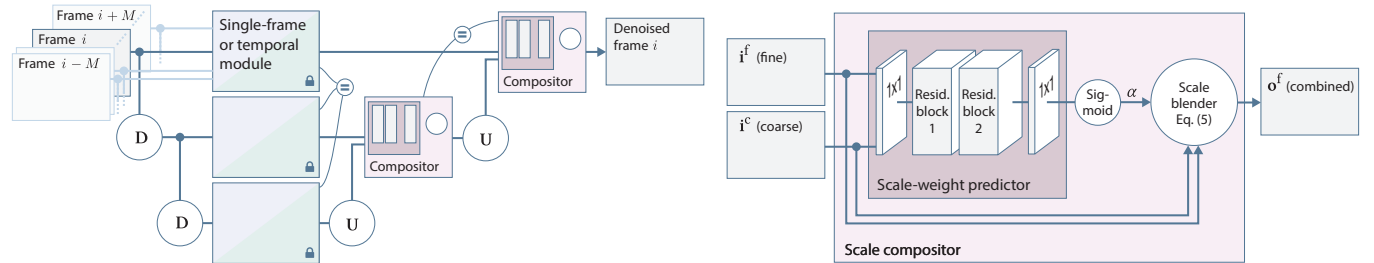 Frame i + M
Frame i
Frame i − M
Single-frame
or temporal
module
=
=
D
D
U
U
Compositor
Compositor
Denoised
frame i
i^f (fine)
i^c (coarse)
1x1
Resid.
block
1
Resid.
block
2
1x1
Scale-weight predictor
Sig-
moid
α
Scale
blender
Eq. (5)
o^f (combined)
Scale compositor